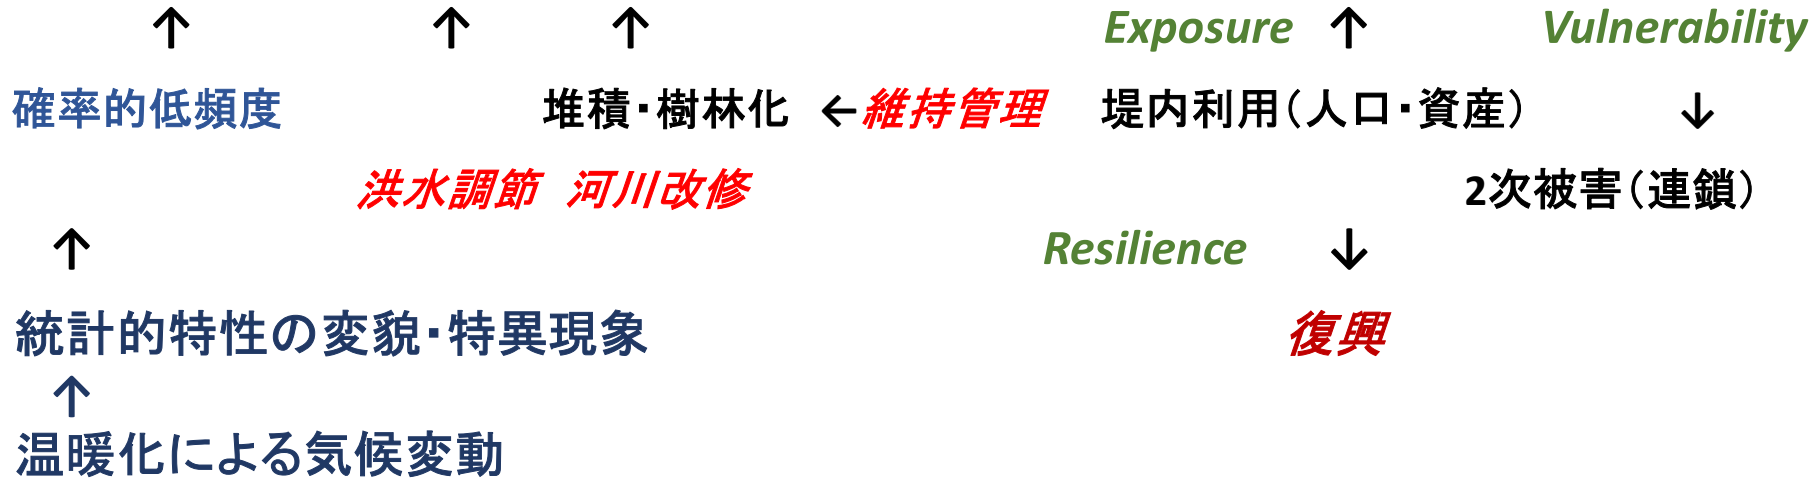 ↑ ↑ ↑ Exposure ↑ Vulnerability
確率的低頻度 堆積・樹林化 ←維持管理 堤内利用(人口・資産) ↓
洪水調節 河川改修 2次被害(連鎖)
↑ Resilience ↓
統計的特性の変貌・特異現象 復興
↑
温暖化による気候変動